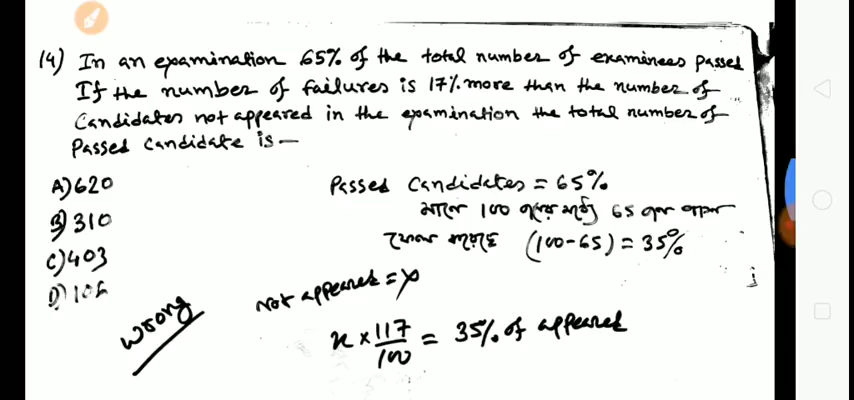 14) In an examination 65% of the total number of examinees passed
If the number of failures is 17% more than the number of
Candidates not appeared in the examination the total number of
Passed Candidate is —
A) 620
B) 310
C) 403
D) 106
Passed Candidates = 65%
100 65
(100-65) = 35%
Not appeared = x
x × 117/100 = 35% of appeared
wrong